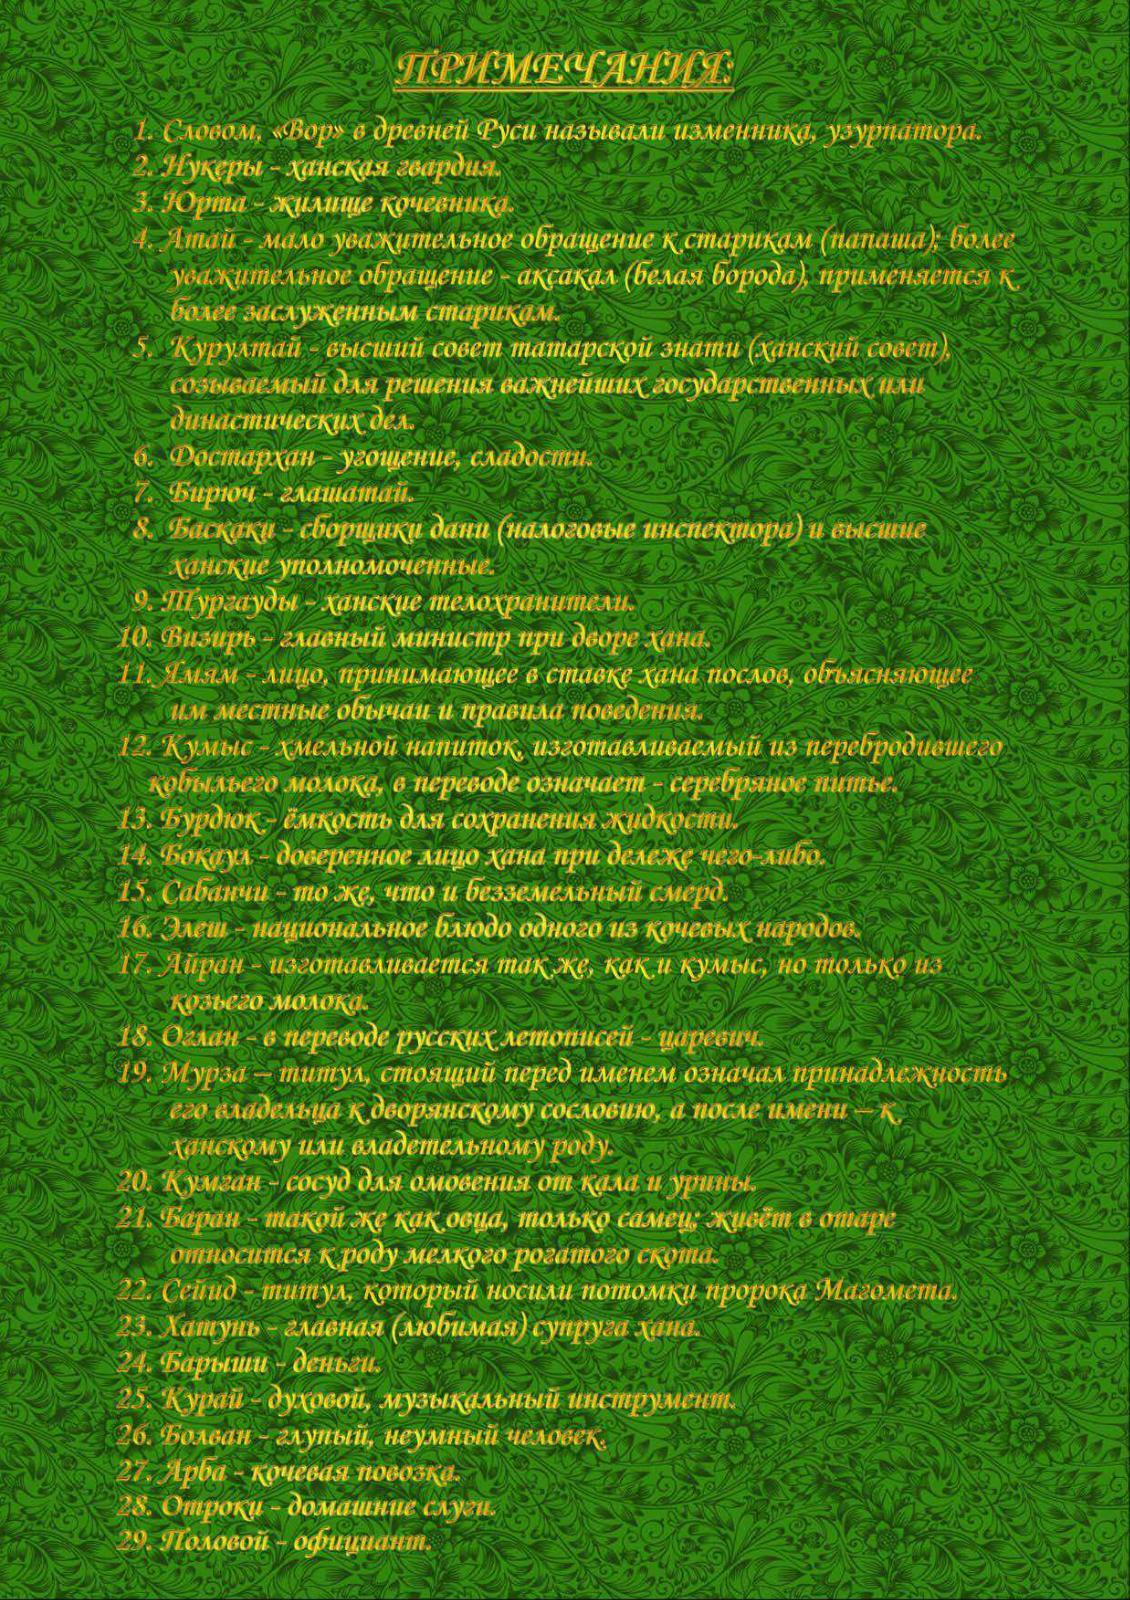 ПРИМЕЧАНИЯ:
1. Словом, «Вор» в древней Руси называли изменника, узурпатора.
2. Нукеры - ханская гвардия.
3. Юрта - жилище кочевника.
4. Атай - мало уважительное обращение к старикам (папаша); более
уважительное обращение - аксакал (белая борода), применяется к
более заслуженным старикам.
5. Курултай - высший совет татарской знати (ханский совет),
созываемый для решения важнейших государственных или
династических дел.
6. Достархан - угощение, сладости.
7. Бирюч - глашатай.
8. Баскаки - сборщики дани (налоговые инспектора) и высшие
ханские уполномоченные.
9. Тургауды - ханские телохранители.
10. Визирь - главный министр при дворе хана.
11. Ямям - лицо, принимающее в ставке хана послов, объясняющее
им местные обычаи и правила поведения.
12. Кумыс - хмельной напиток, изготавливаемый из перебродившего
кобыльего молока, в переводе означает - серебряное питье.
13. Бурдюк - ёмкость для сохранения жидкости.
14. Бокаул - доверенное лицо хана при дележе чего-либо.
15. Сабанчи - то же, что и безземельный смерд.
16. Элеш - национальное блюдо одного из кочевых народов.
17. Айран - изготавливается так же, как и кумыс, но только из
козьего молока.
18. Оглан - в переводе русских летописей - царевич.
19. Мурза – титул, стоящий перед именем означал принадлежность
его владельца к дворянскому сословию, а после имени – к
ханскому или владетельному роду.
20. Кумган - сосуд для омовения от кала и урины.
21. Баран - такой же как овца, только самец; живёт в отаре
относится к роду мелкого рогатого скота.
22. Сейид - титул, который носили потомки пророка Магомета.
23. Хатунь - главная (любимая) супруга хана.
24. Барыши - деньги.
25. Курай - духовой, музыкальный инструмент.
26. Болван - глупый, неумный человек.
27. Арба - кочевая повозка.
28. Отроки - домашние слуги.
29. Половой - официант.